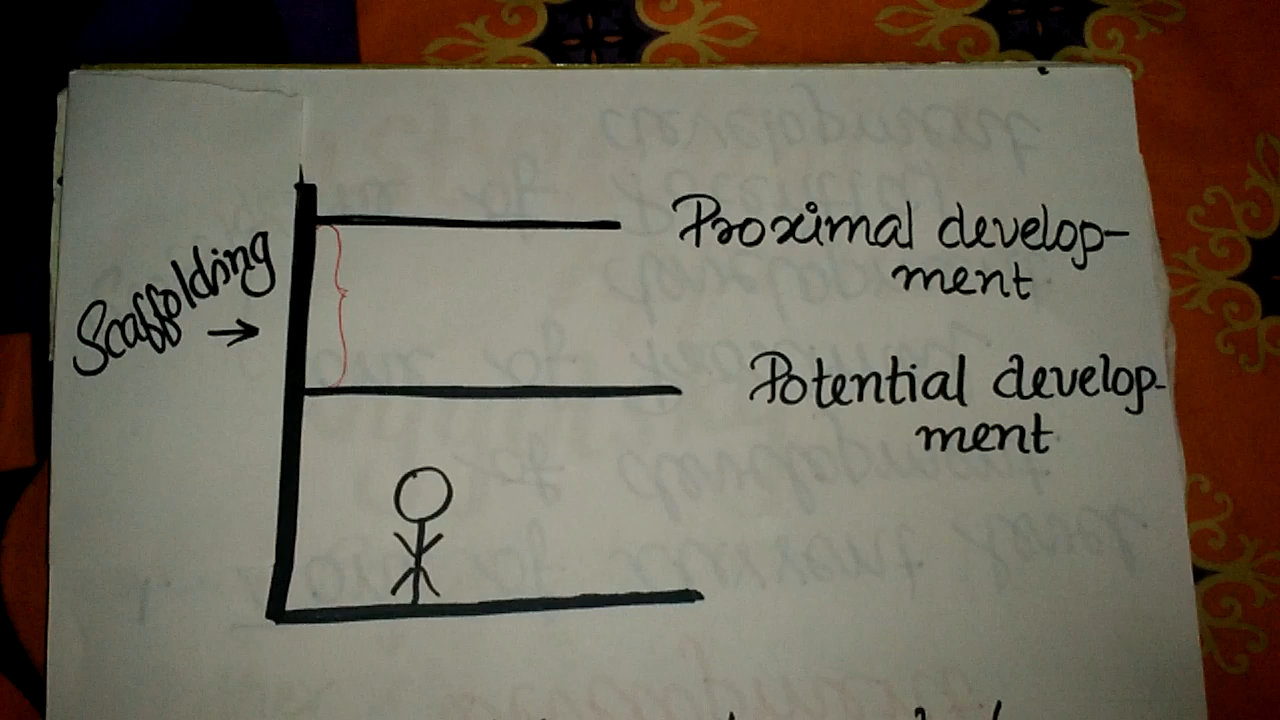 Scaffolding
→
Proximal develop-
ment
Potential develop-
ment